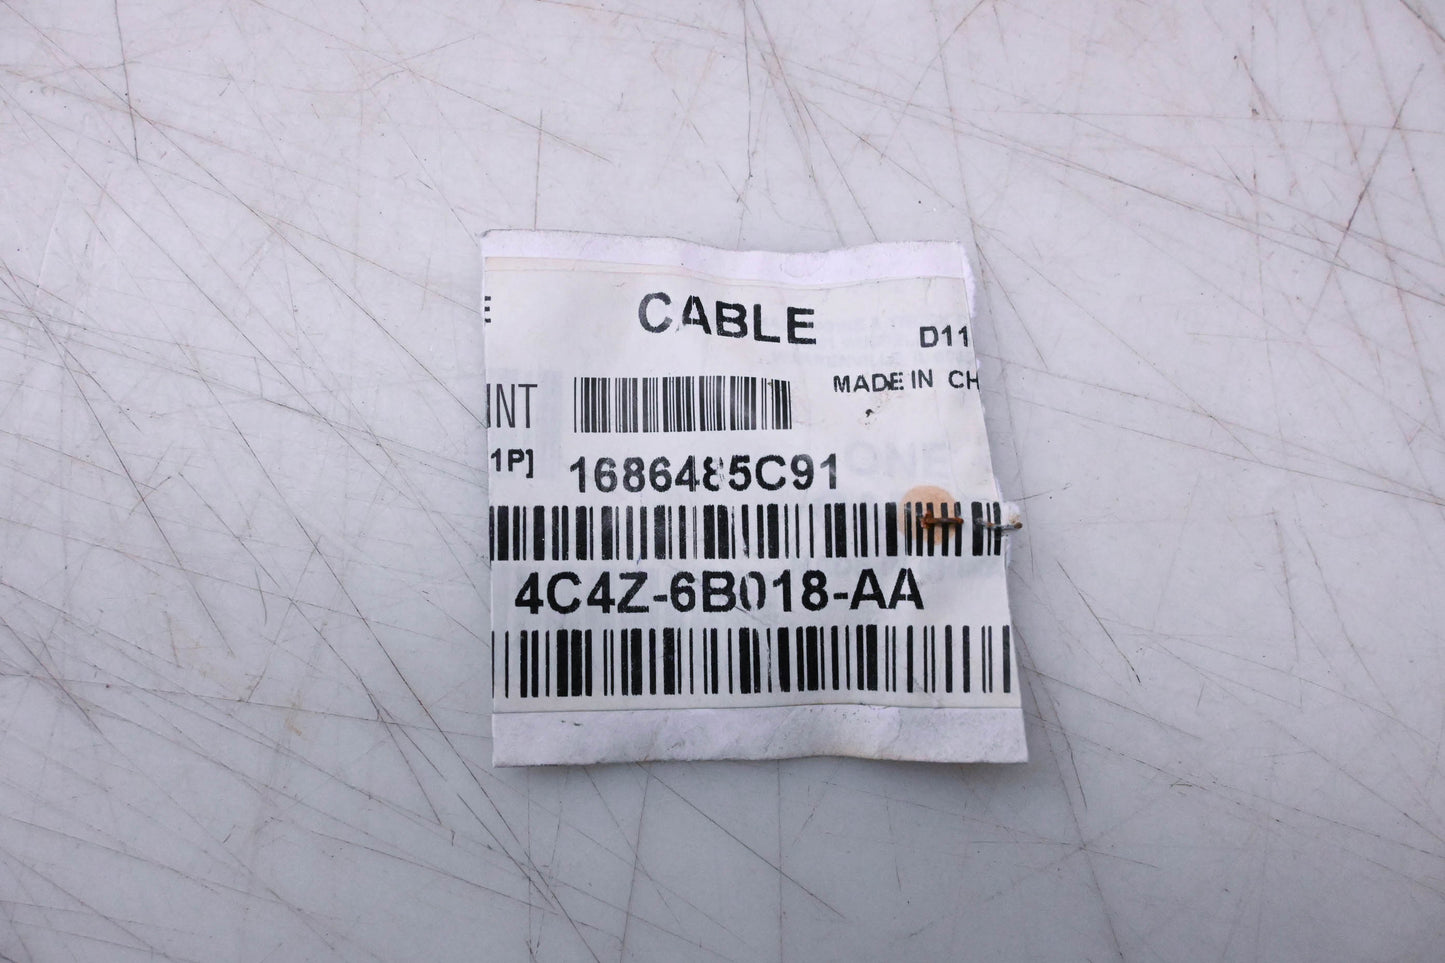 CABLE
D11
MADE IN CH
INT
1P]
1686485C91
4C4Z-6B018-AA